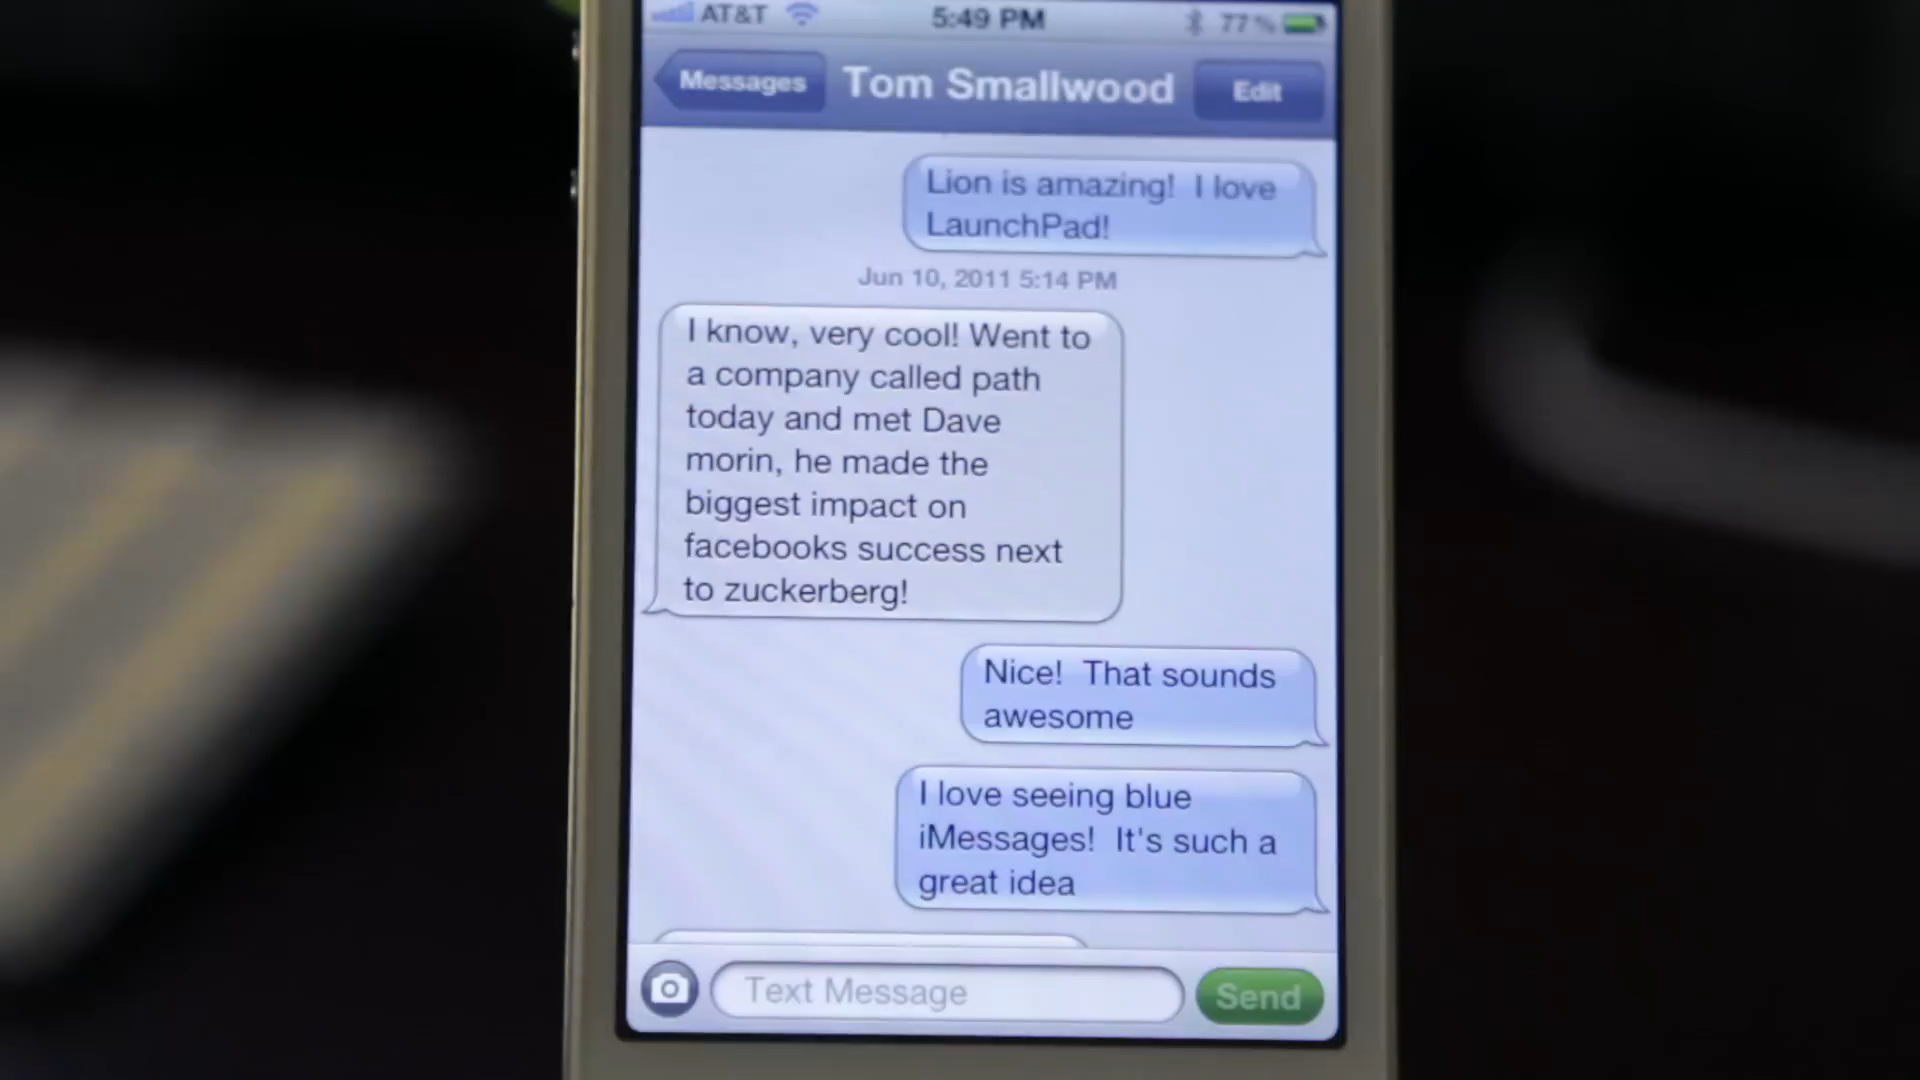 AT&T 5:49 PM 77%
Messages Tom Smallwood Edit
Lion is amazing!  I love
LaunchPad!
Jun 10, 2011 5:14 PM
I know, very cool! Went to
a company called path
today and met Dave
morin, he made the
biggest impact on
facebooks success next
to zuckerberg!
Nice!  That sounds
awesome
I love seeing blue
iMessages!  It's such a
great idea
Text Message Send